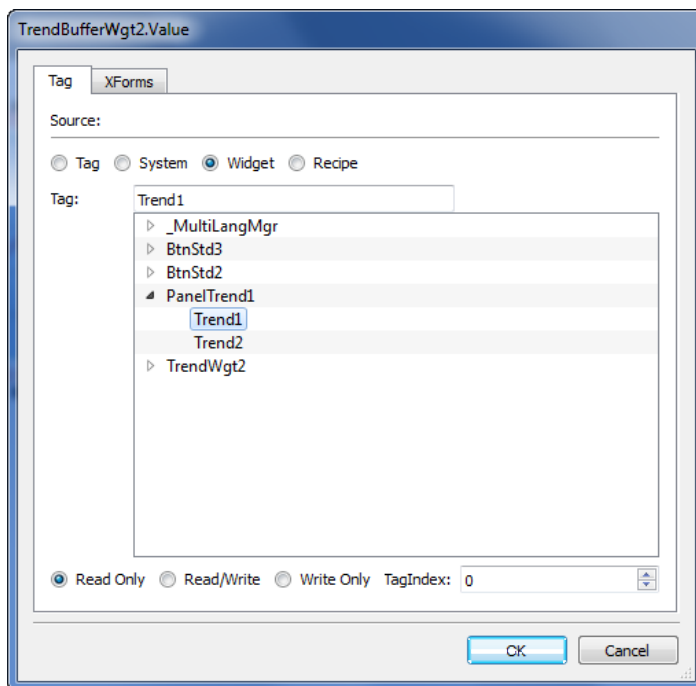 TrendBufferWgt2.Value
Tag XForms
Source:
Tag System Widget Recipe
Tag: Trend1
_MultiLangMgr
BtnStd3
BtnStd2
PanelTrend1
Trend1
Trend2
TrendWgt2
Read Only Read/Write Write Only TagIndex: 0
OK Cancel